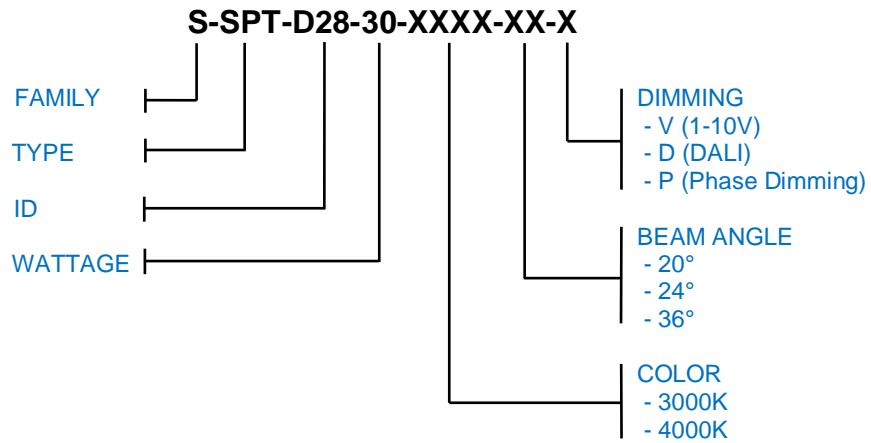 S-SPT-D28-30-XXXX-XX-X
FAMILY
TYPE
ID
WATTAGE
DIMMING
- V (1-10V)
- D (DALI)
- P (Phase Dimming)
BEAM ANGLE
- 20°
- 24°
- 36°
COLOR
- 3000K
- 4000K